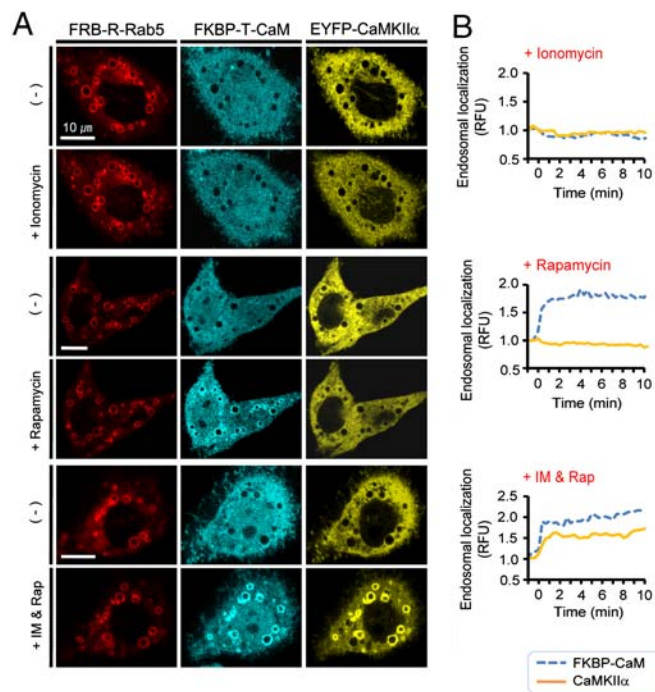 A
B
FRB-R-Rab5 FKBP-T-CaM EYFP-CaMKIIα
(-)
10 μm
+ Ionomycin
(-)
+ Rapamycin
(-)
+ IM & Rap
+ Ionomycin
Endosomal localization
(RFU)
2.0
1.5
1.0
0.5
0 2 4 6 8 10
Time (min)
+ Rapamycin
Endosomal localization
(RFU)
2.0
1.5
1.0
0.5
0 2 4 6 8 10
Time (min)
+ IM & Rap
Endosomal localization
(RFU)
2.5
2.0
1.5
1.0
0.5
0 2 4 6 8 10
Time (min)
FKBP-CaM
CaMKIIα